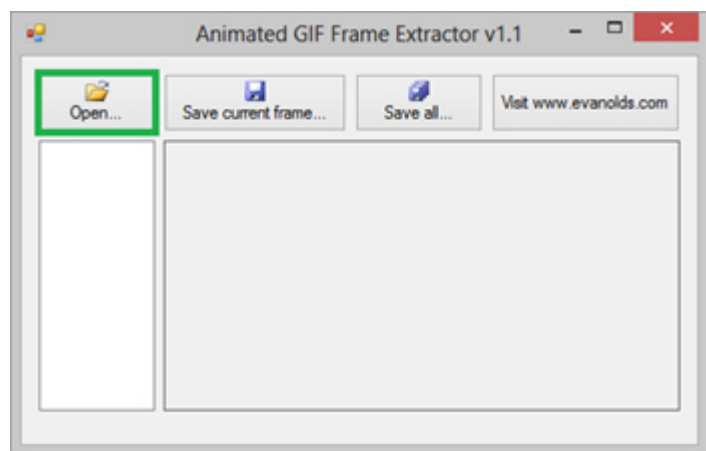 Animated GIF Frame Extractor v1.1
Open...
Save current frame...
Save all...
Visit www.evanolds.com